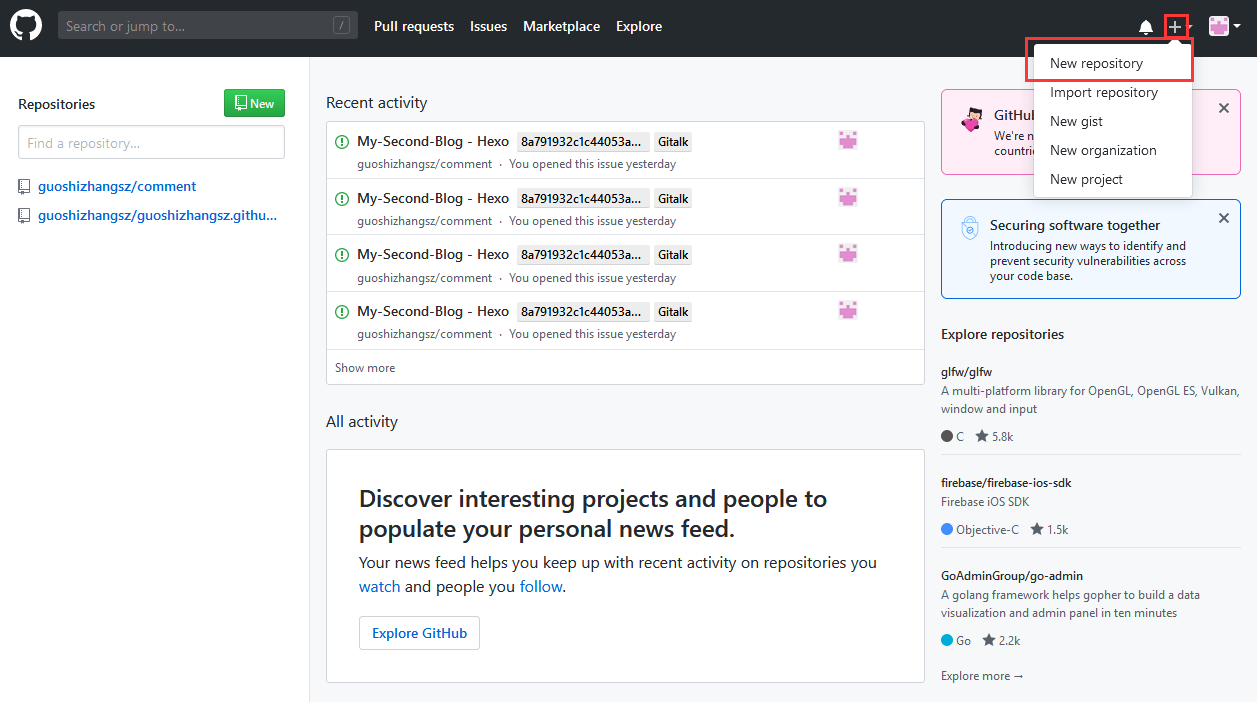 Search or jump to...
/
Pull requests
Issues
Marketplace
Explore
New repository
Import repository
New gist
New organization
New project
Repositories
New
Find a repository...
guoshizhangsz/comment
guoshizhangsz/guoshizhangsz.githu...
Recent activity
My-Second-Blog - Hexo 8a791932c1c44053a... Gitalk
guoshizhangsz/comment · You opened this issue yesterday
My-Second-Blog - Hexo 8a791932c1c44053a... Gitalk
guoshizhangsz/comment · You opened this issue yesterday
My-Second-Blog - Hexo 8a791932c1c44053a... Gitalk
guoshizhangsz/comment · You opened this issue yesterday
My-Second-Blog - Hexo 8a791932c1c44053a... Gitalk
guoshizhangsz/comment · You opened this issue yesterday
Show more
All activity
Discover interesting projects and people to
populate your personal news feed.
Your news feed helps you keep up with recent activity on repositories you
watch and people you follow.
Explore GitHub
GitHu
We're
countri
Securing software together
Introducing new ways to identify and
prevent security vulnerabilities across
your code base.
Explore repositories
glfw/glfw
A multi-platform library for OpenGL, OpenGL ES, Vulkan,
window and input
C 5.8k
firebase/firebase-ios-sdk
Firebase iOS SDK
Objective-C 1.5k
GoAdminGroup/go-admin
A golang framework helps gopher to build a data
visualization and admin panel in ten minutes
Go 2.2k
Explore more →